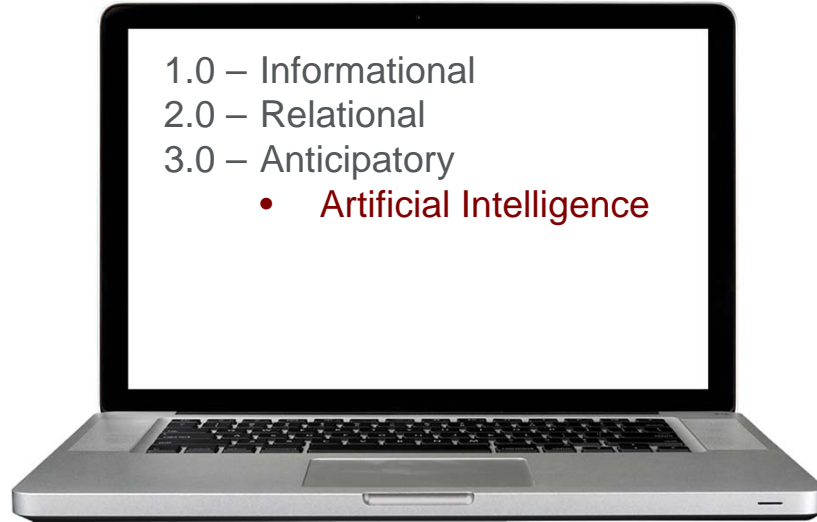 1.0 – Informational
2.0 – Relational
3.0 – Anticipatory
• Artificial Intelligence